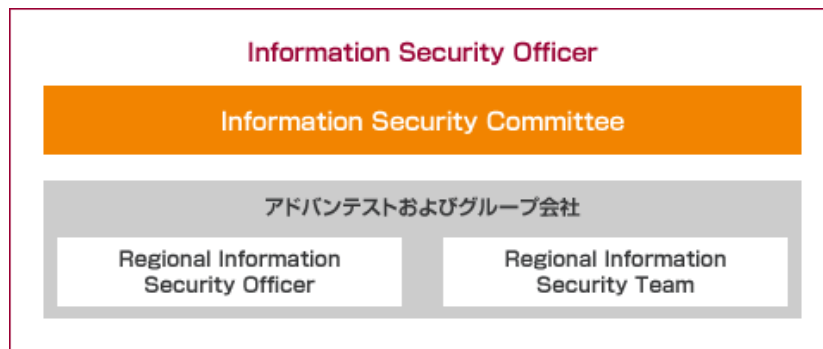 Information Security Officer
Information Security Committee
アドバンテストおよびグループ会社
Regional Information
Security Officer
Regional Information
Security Team